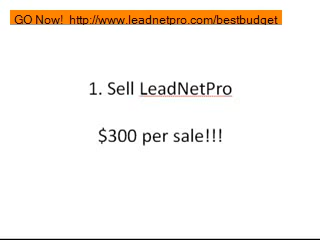 GO Now!  http://www.leadnetpro.com/bestbudget
1. Sell LeadNetPro
$300 per sale!!!